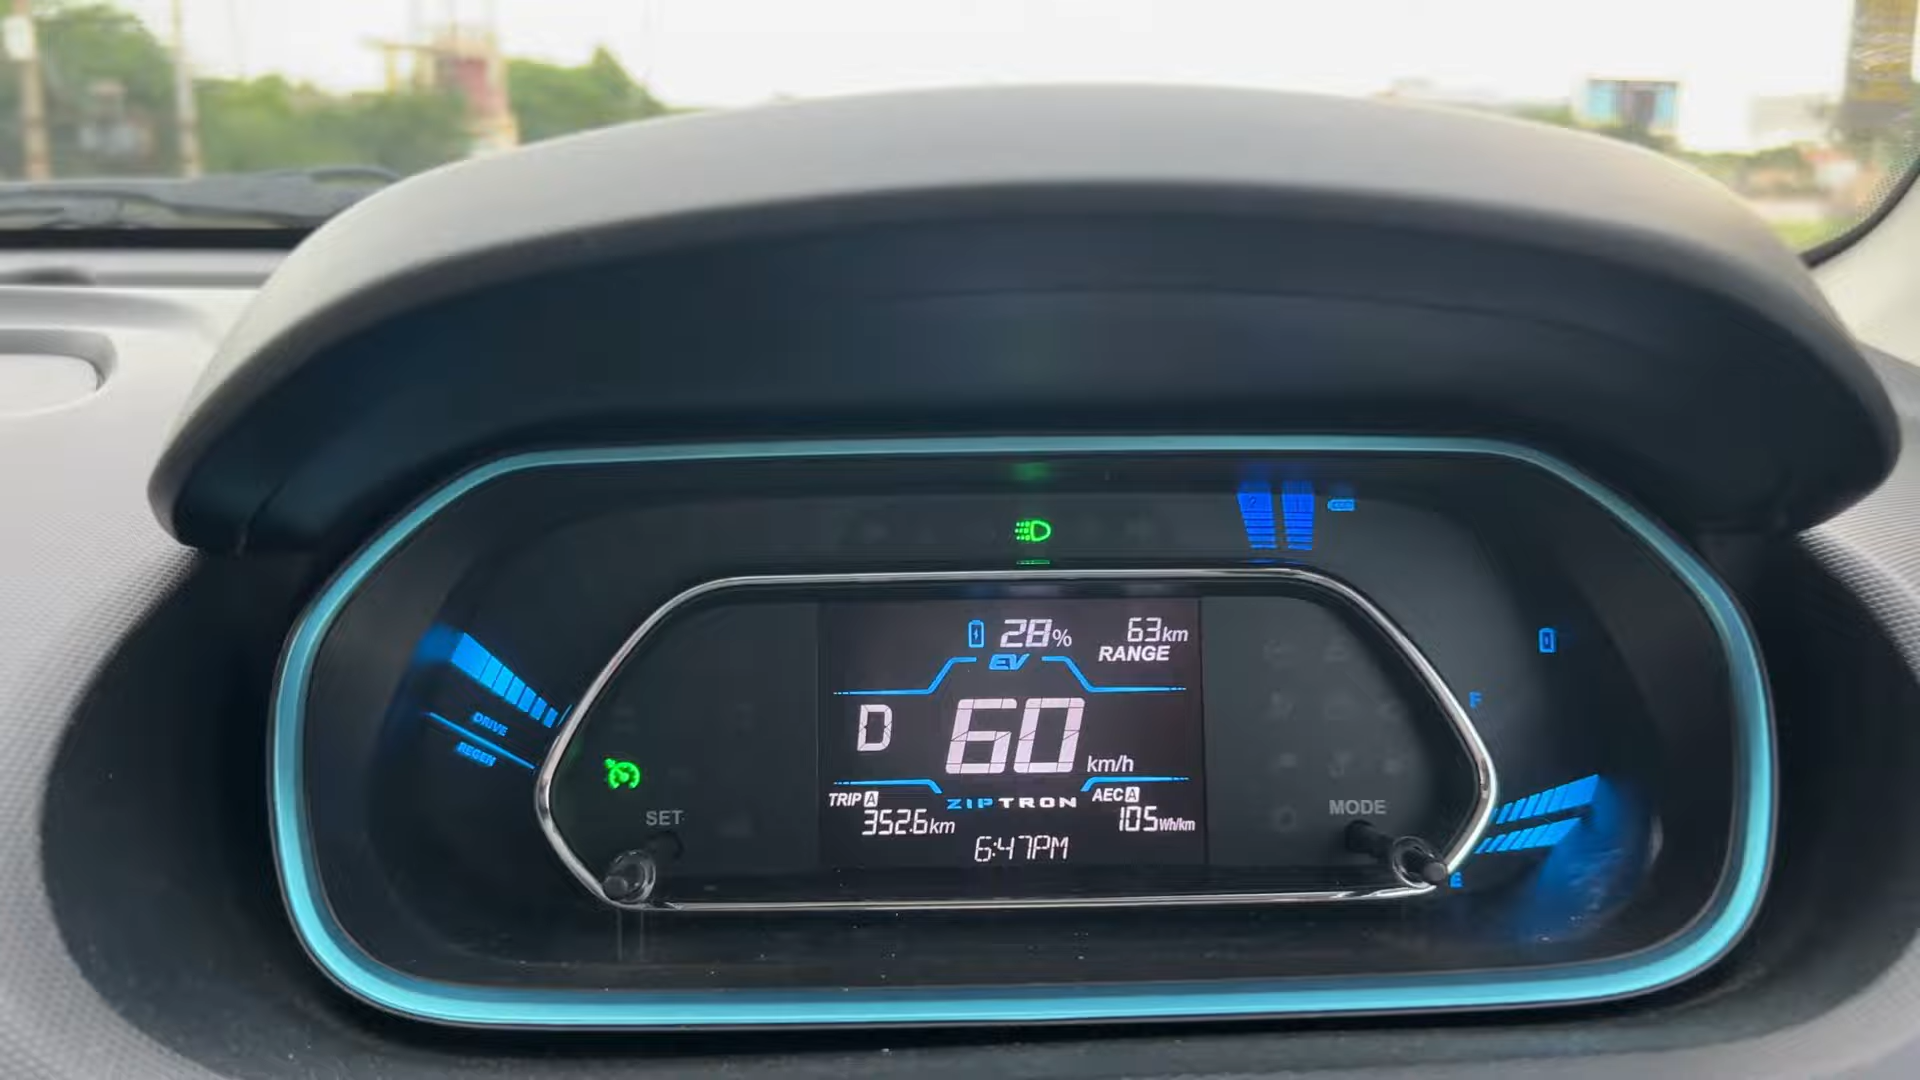 28%
63km
RANGE
EV
DRIVE
REGEN
D
60
km/h
F
TRIP A
352.6km
ZIPTRON
AEC A
105Wh/km
6:47PM
SET
MODE
E